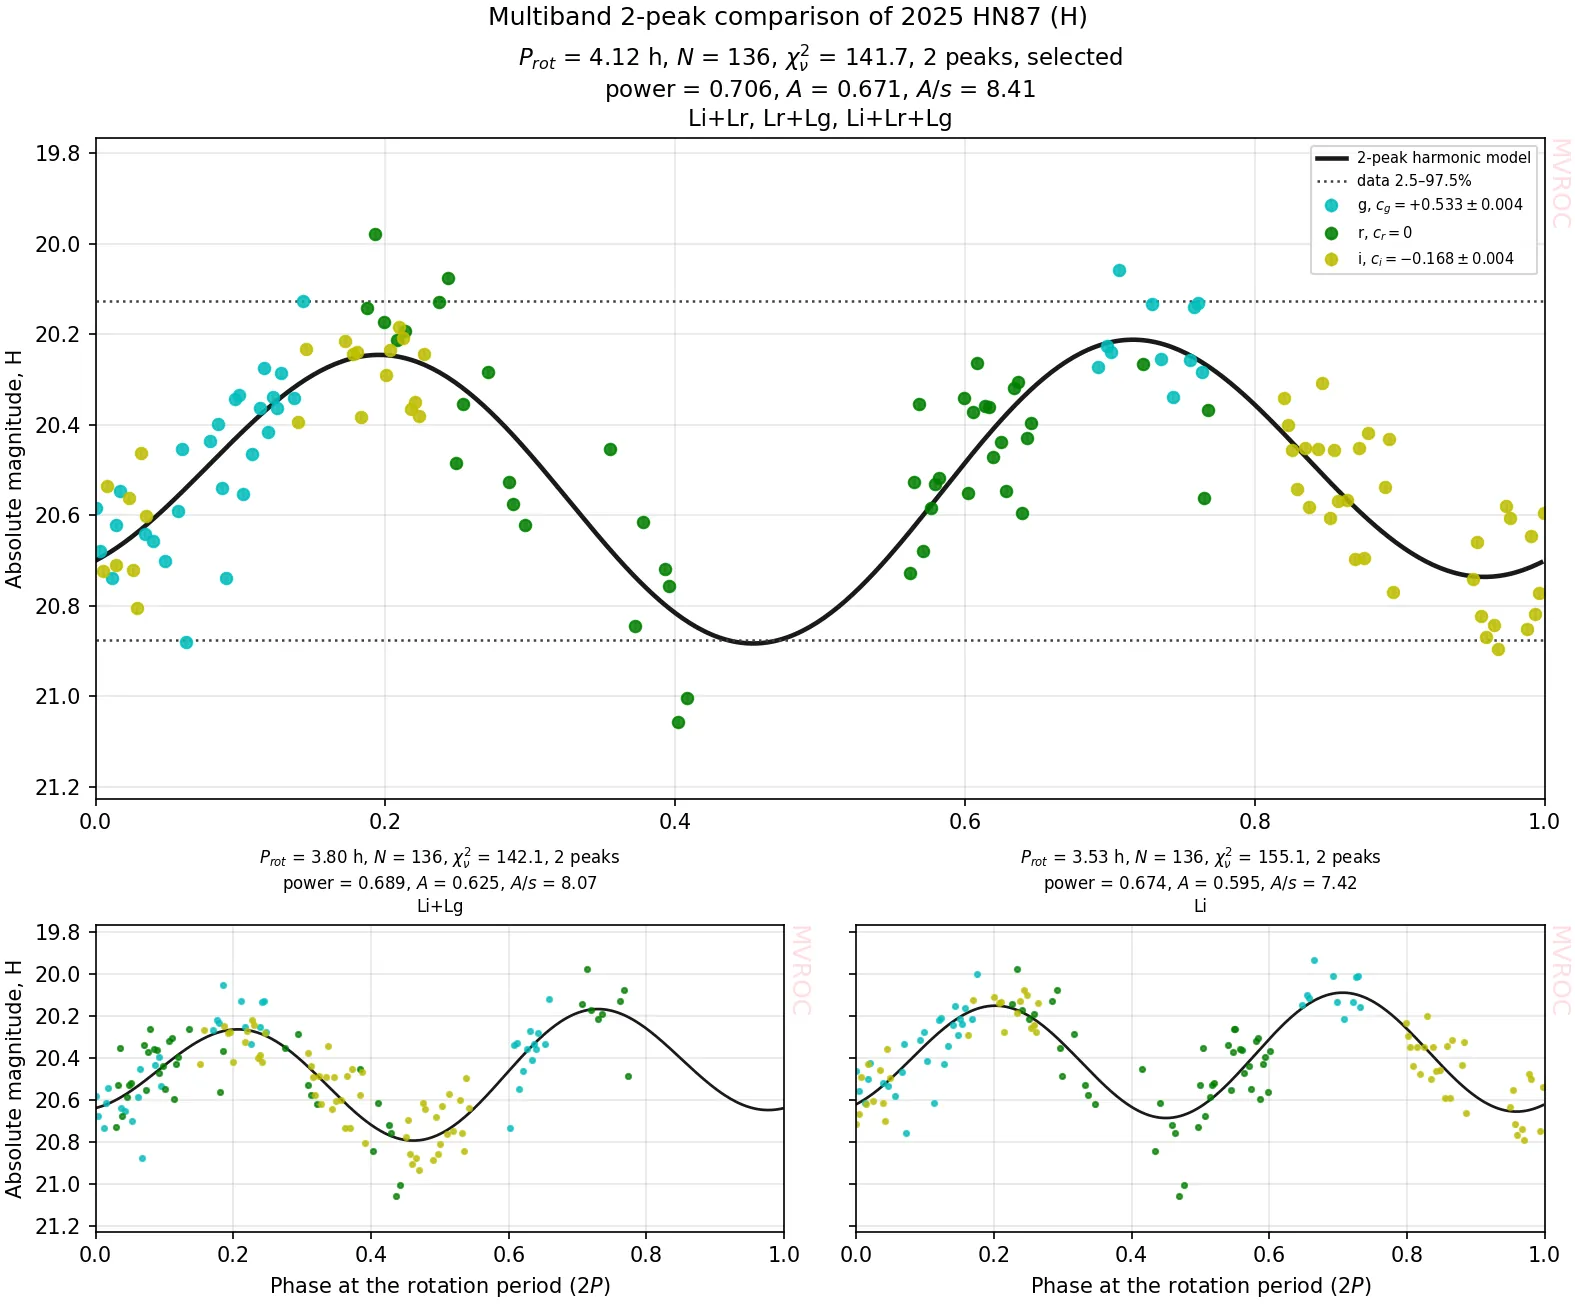 Multiband 2-peak comparison of 2025 HN87 (H)
P_rot = 4.12 h, N = 136, χ²_ν = 141.7, 2 peaks, selected
power = 0.706, A = 0.671, A/s = 8.41
Li+Lr, Lr+Lg, Li+Lr+Lg
MVROC
2-peak harmonic model
data 2.5–97.5%
g, c_g = +0.533 ± 0.004
r, c_r = 0
i, c_i = −0.168 ± 0.004
Absolute magnitude, H
19.8
20.0
20.2
20.4
20.6
20.8
21.0
21.2
0.0 0.2 0.4 0.6 0.8 1.0
P_rot = 3.80 h, N = 136, χ²_ν = 142.1, 2 peaks
power = 0.689, A = 0.625, A/s = 8.07
Li+Lg
MVROC
Absolute magnitude, H
19.8
20.0
20.2
20.4
20.6
20.8
21.0
21.2
0.0 0.2 0.4 0.6 0.8 1.0
Phase at the rotation period (2P)
P_rot = 3.53 h, N = 136, χ²_ν = 155.1, 2 peaks
power = 0.674, A = 0.595, A/s = 7.42
Li
MVROC
0.0 0.2 0.4 0.6 0.8 1.0
Phase at the rotation period (2P)